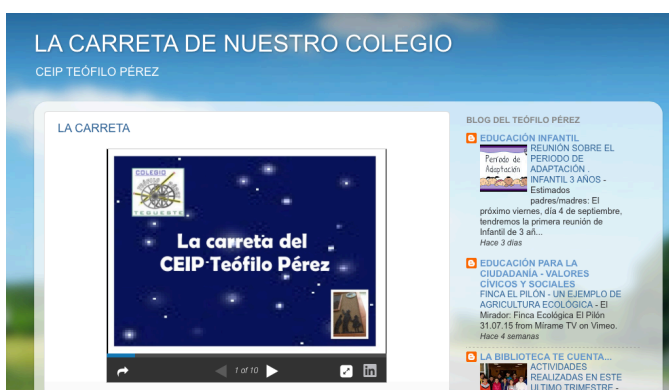 LA CARRETA DE NUESTRO COLEGIO
CEIP TEÓFILO PÉREZ
LA CARRETA
COLEGIO
TEGUESTE
La carreta del
CEIP Teófilo Pérez
1 of 10
in
BLOG DEL TEÓFILO PÉREZ
EDUCACIÓN INFANTIL
Período de
Adaptación
REUNIÓN SOBRE EL
PERIODO DE
ADAPTACIÓN .
INFANTIL 3 AÑOS -
Estimados
padres/madres: El
próximo viernes, día 4 de septiembre,
tendremos la primera reunión de
Infantil de 3 añ...
Hace 3 días
EDUCACIÓN PARA LA
CIUDADANÍA - VALORES
CÍVICOS Y SOCIALES
FINCA EL PILÓN - UN EJEMPLO DE
AGRICULTURA ECOLÓGICA - El
Mirador: Finca Ecológica El Pilón
31.07.15 from Mírame TV on Vimeo.
Hace 4 semanas
LA BIBLIOTECA TE CUENTA...
ACTIVIDADES
REALIZADAS EN ESTE
ULTIMO TRIMESTRE -